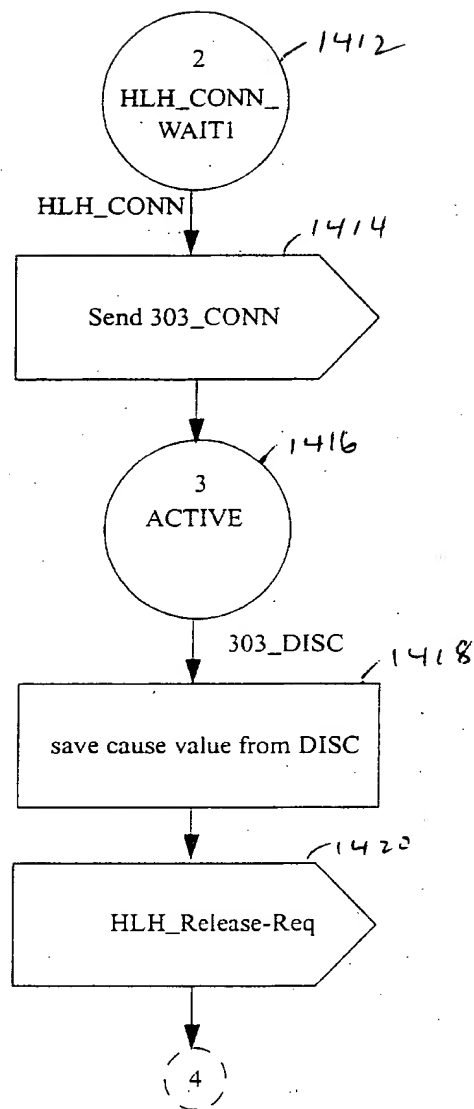 1412
2
HLH_CONN_
WAIT1
HLH_CONN
1414
Send 303_CONN
1416
3
ACTIVE
303_DISC
1418
save cause value from DISC
1420
HLH_Release-Req
4